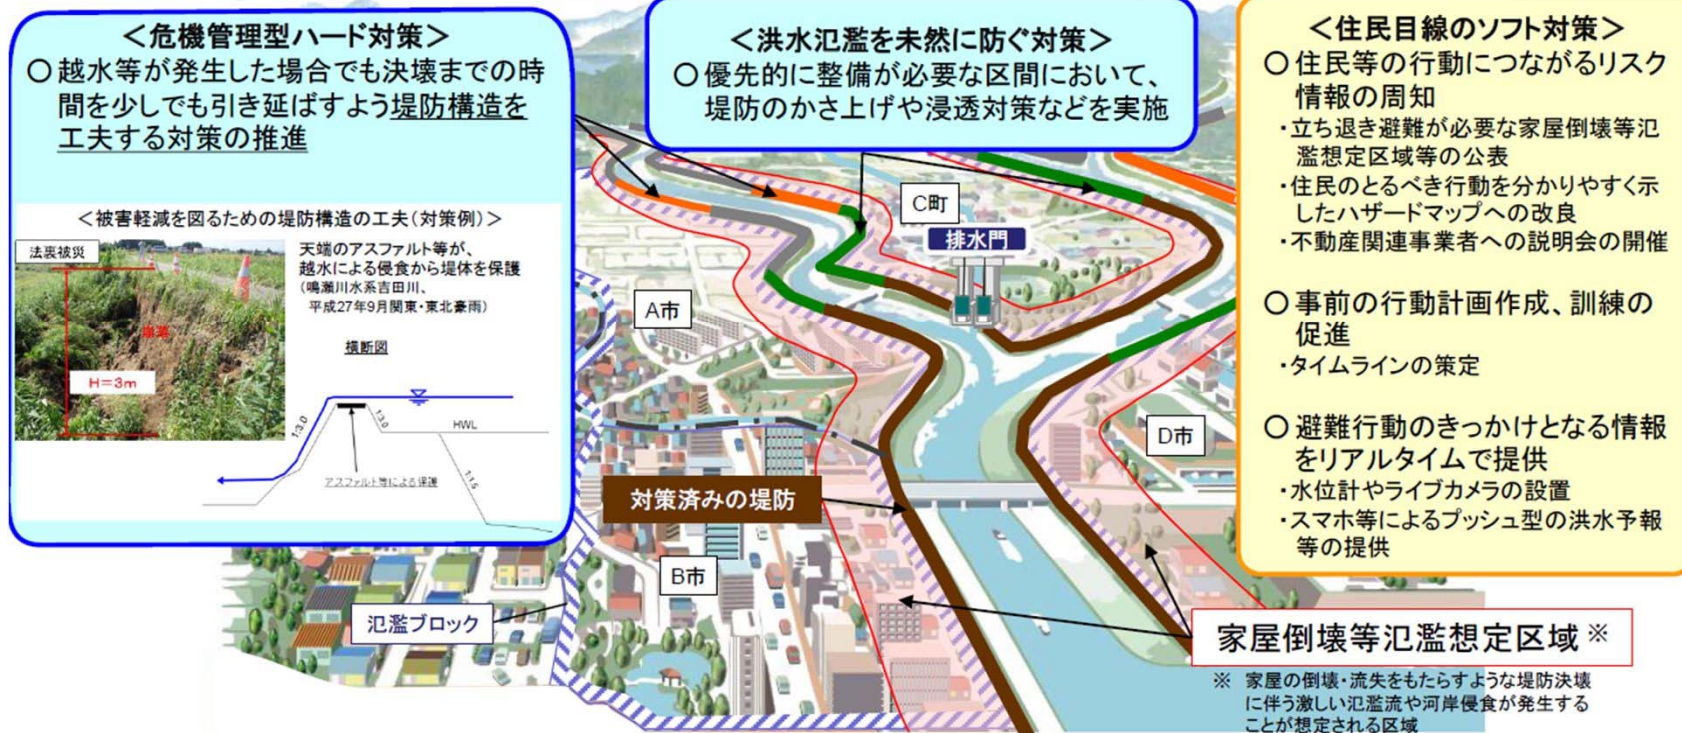 ＜危機管理型ハード対策＞
○越水等が発生した場合でも決壊までの時
間を少しでも引き延ばすよう堤防構造を
工夫する対策の推進
＜被害軽減を図るための堤防構造の工夫(対策例)＞
法裏被災
崩落
H＝3m
天端のアスファルト等が、
越水による侵食から堤体を保護
(鳴瀬川水系吉田川、
平成27年9月関東・東北豪雨)
横断図
1:3.0
1:3.0
HWL
1:1.5
アスファルト等による保護
＜洪水氾濫を未然に防ぐ対策＞
○優先的に整備が必要な区間において、
堤防のかさ上げや浸透対策などを実施
C町
排水門
A市
D市
対策済みの堤防
B市
氾濫ブロック
＜住民目線のソフト対策＞
○住民等の行動につながるリスク
情報の周知
・立ち退き避難が必要な家屋倒壊等氾
濫想定区域等の公表
・住民のとるべき行動を分かりやすく示
したハザードマップへの改良
・不動産関連事業者への説明会の開催
○事前の行動計画作成、訓練の
促進
・タイムラインの策定
○避難行動のきっかけとなる情報
をリアルタイムで提供
・水位計やライブカメラの設置
・スマホ等によるプッシュ型の洪水予報
等の提供
家屋倒壊等氾濫想定区域※
※ 家屋の倒壊・流失をもたらすような堤防決壊
に伴う激しい氾濫流や河岸侵食が発生する
ことが想定される区域